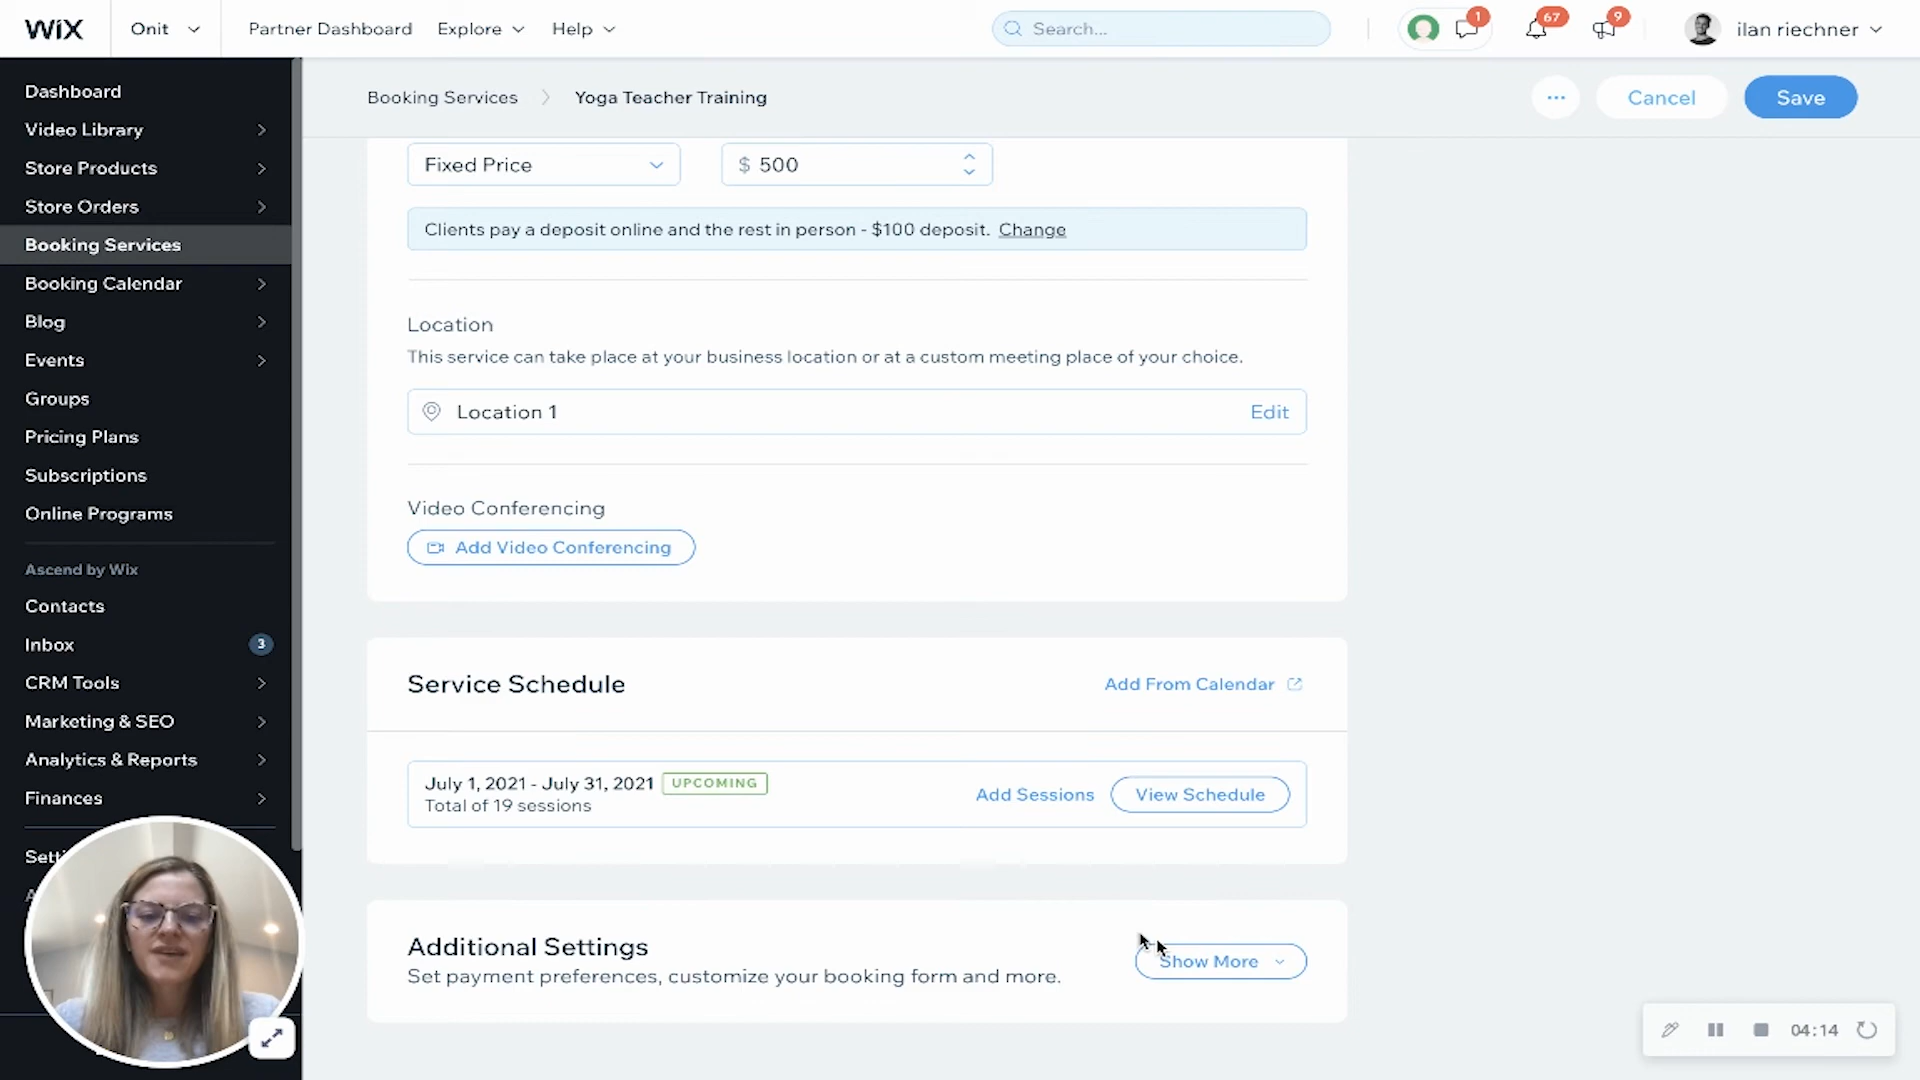 WIX
Onit
Partner Dashboard
Explore
Help
Search...
1
67
9
ilan riechner
Dashboard
Video Library
Store Products
Store Orders
Booking Services
Booking Calendar
Blog
Events
Groups
Pricing Plans
Subscriptions
Online Programs
Ascend by Wix
Contacts
Inbox
3
CRM Tools
Marketing & SEO
Analytics & Reports
Finances
Booking Services
Yoga Teacher Training
Cancel
Save
Fixed Price
$ 500
Clients pay a deposit online and the rest in person - $100 deposit. Change
Location
This service can take place at your business location or at a custom meeting place of your choice.
Location 1
Edit
Video Conferencing
Add Video Conferencing
Service Schedule
Add From Calendar
July 1, 2021 - July 31, 2021 UPCOMING
Total of 19 sessions
Add Sessions
View Schedule
Additional Settings
Set payment preferences, customize your booking form and more.
Show More
04:14